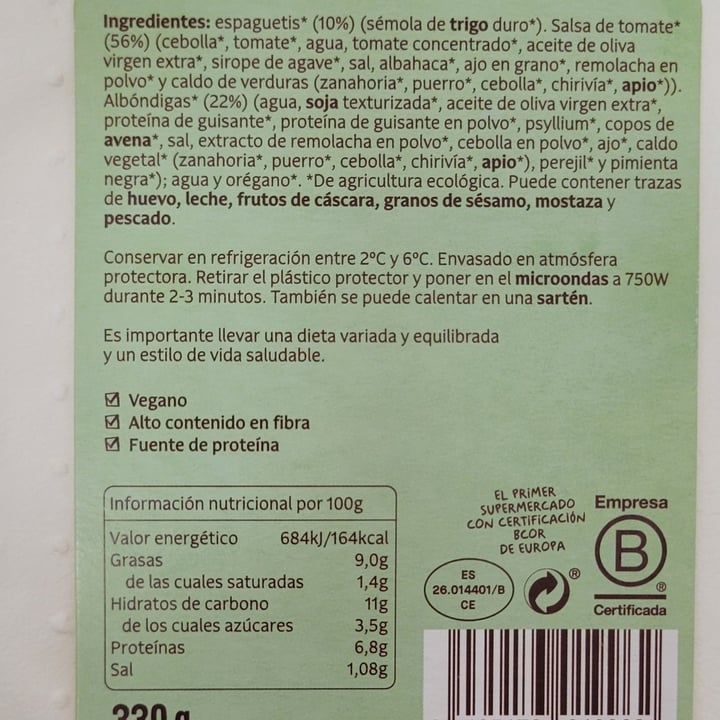 Ingredientes: espaguetis* (10%) (sémola de trigo duro*). Salsa de tomate*
(56%) (cebolla*, tomate*, agua, tomate concentrado*, aceite de oliva
virgen extra*, sirope de agave*, sal, albahaca*, ajo en grano*, remolacha en
polvo* y caldo de verduras (zanahoria*, puerro*, cebolla*, chirivía*, apio*)).
Albóndigas* (22%) (agua, soja texturizada*, aceite de oliva virgen extra*,
proteína de guisante*, proteína de guisante en polvo*, psyllium*, copos de
avena*, sal, extracto de remolacha en polvo*, cebolla en polvo*, ajo*, caldo
vegetal* (zanahoria*, puerro*, cebolla*, chirivía*, apio*), perejil* y pimienta
negra*); agua y orégano*. *De agricultura ecológica. Puede contener trazas
de huevo, leche, frutos de cáscara, granos de sésamo, mostaza y
pescado.
Conservar en refrigeración entre 2ºC y 6ºC. Envasado en atmósfera
protectora. Retirar el plástico protector y poner en el microondas a 750W
durante 2-3 minutos. También se puede calentar en una sartén.
Es importante llevar una dieta variada y equilibrada
y un estilo de vida saludable.
Vegano
Alto contenido en fibra
Fuente de proteína
Información nutricional por 100g
Valor energético 684kJ/164kcal
Grasas 9,0g
de las cuales saturadas 1,4g
Hidratos de carbono 11g
de los cuales azúcares 3,5g
Proteínas 6,8g
Sal 1,08g
330 g
EL PRIMER
SUPERMERCADO
CON CERTIFICACIÓN
BCOR
DE EUROPA
Empresa
B
®
Certificada
ES
26.014401/B
CE
®